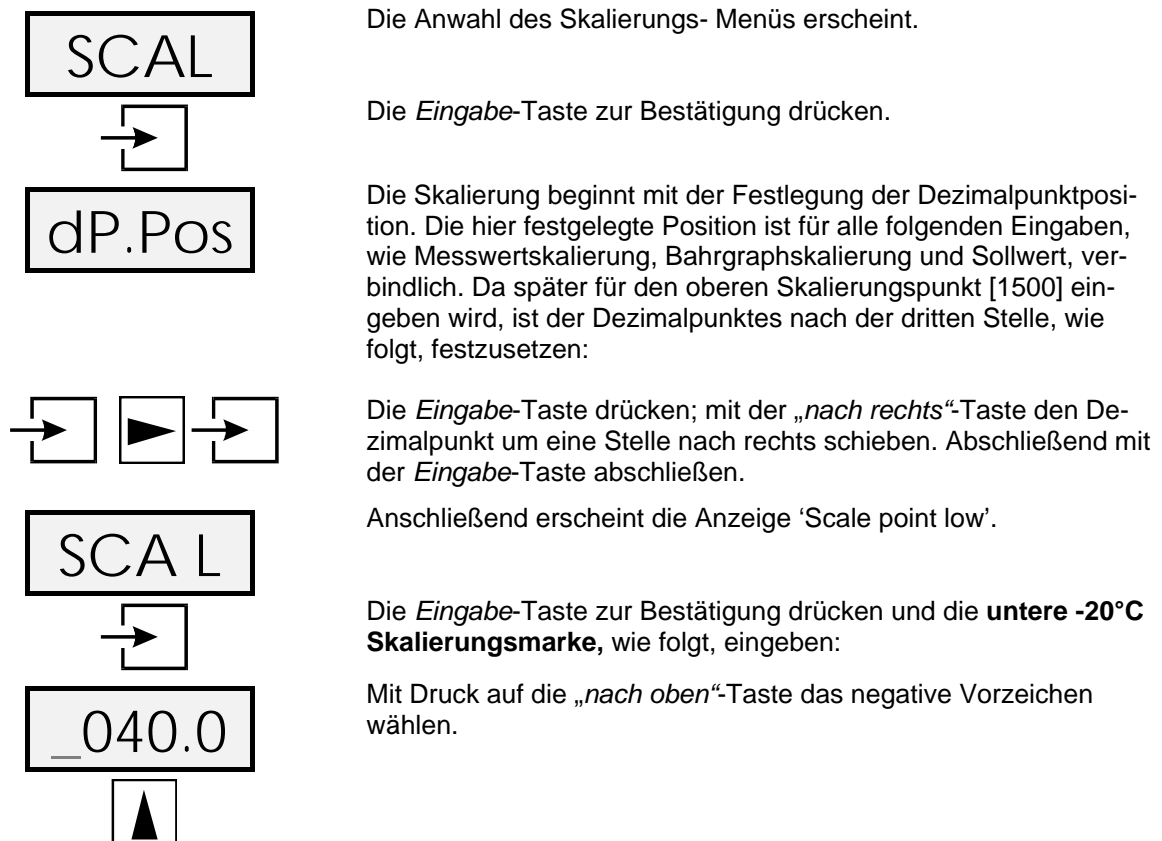 Die Anwahl des Skalierungs- Menüs erscheint.
SCAL
Die Eingabe-Taste zur Bestätigung drücken.
dP.Pos
Die Skalierung beginnt mit der Festlegung der Dezimalpunktposi-
tion. Die hier festgelegte Position ist für alle folgenden Eingaben,
wie Messwertskalierung, Bahrgraphskalierung und Sollwert, ver-
bindlich. Da später für den oberen Skalierungspunkt [1500] ein-
geben wird, ist der Dezimalpunktes nach der dritten Stelle, wie
folgt, festzusetzen:
Die Eingabe-Taste drücken; mit der „nach rechts“-Taste den De-
zimalpunkt um eine Stelle nach rechts schieben. Abschließend mit
der Eingabe-Taste abschließen.
Anschließend erscheint die Anzeige ‘Scale point low’.
SCA L
Die Eingabe-Taste zur Bestätigung drücken und die untere -20°C
Skalierungsmarke, wie folgt, eingeben:
Mit Druck auf die „nach oben“-Taste das negative Vorzeichen
wählen.
_040.0